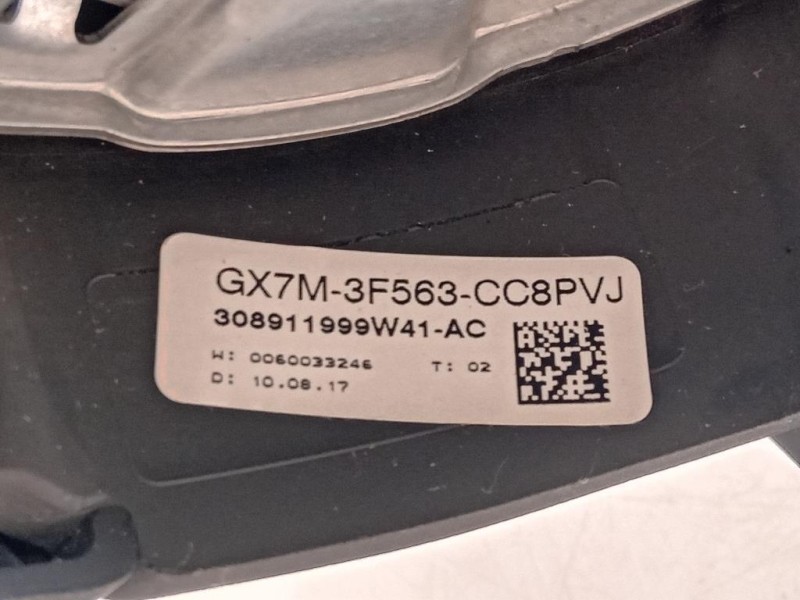 GX7M-3F563-CC8PVJ
308911999W41-AC
W: 0060033246 T: 02
D: 10.08.17